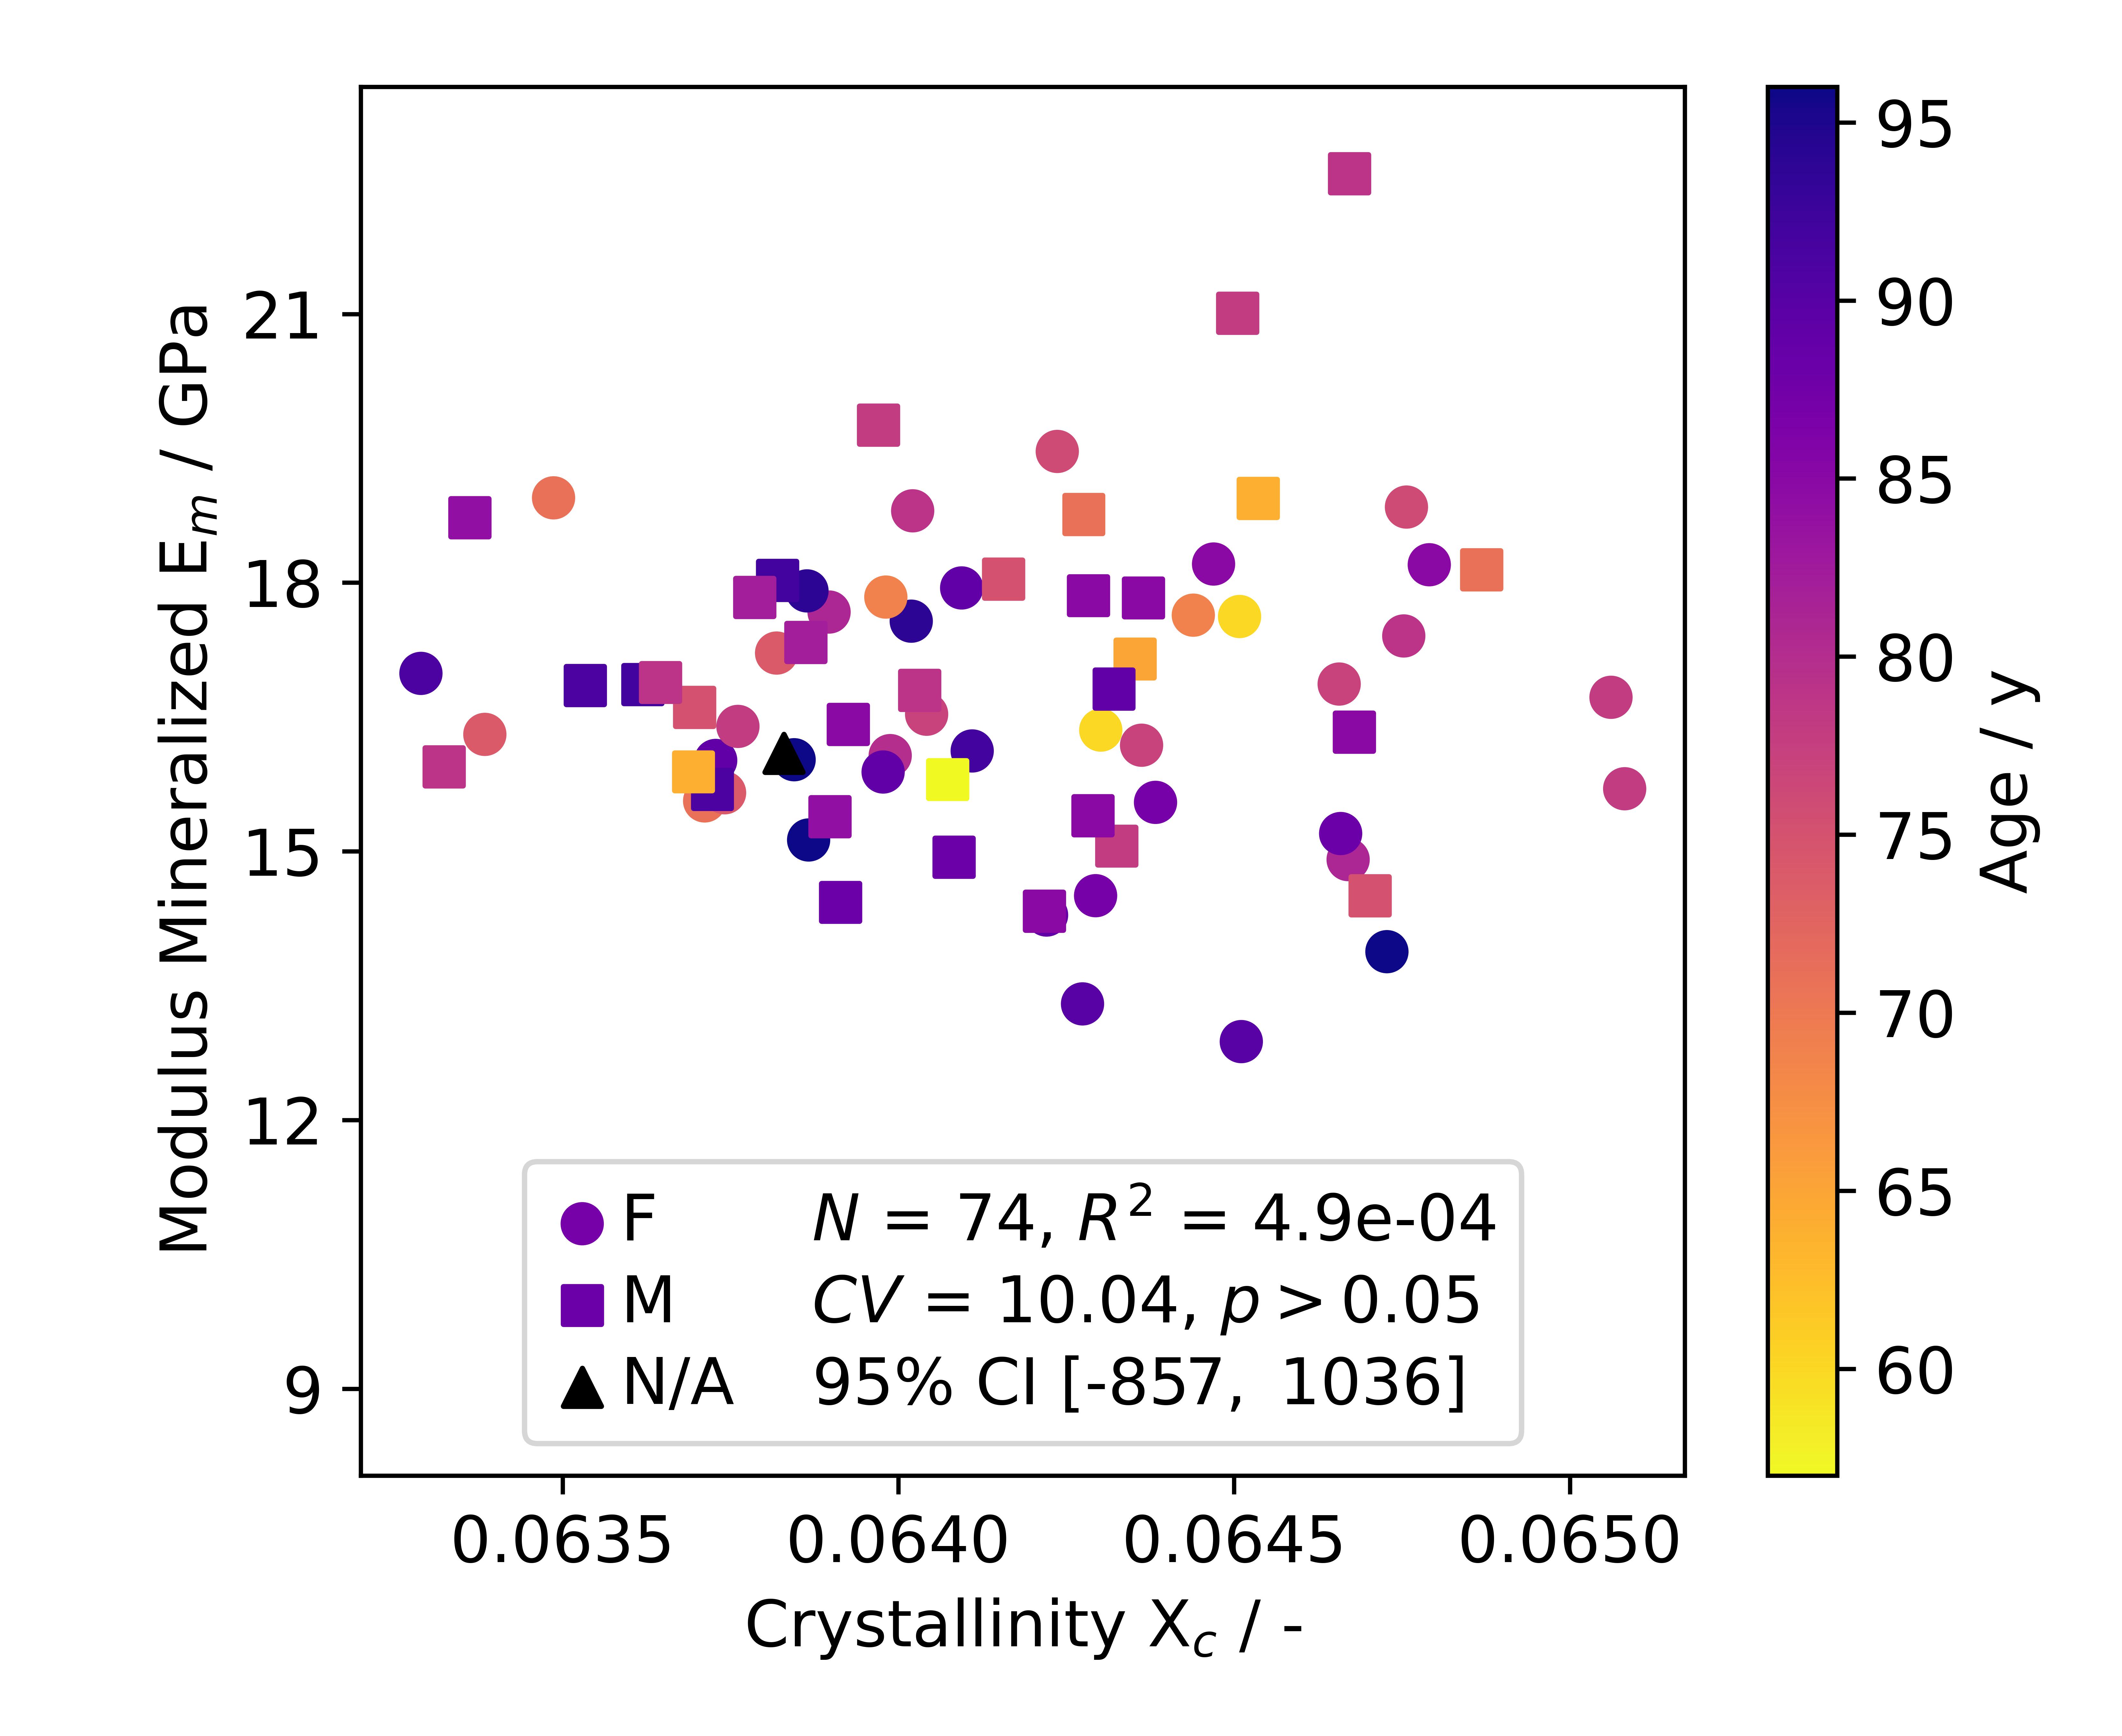 Modulus Mineralized Eₘ / GPa
21
18
15
12
9
F N = 74, R² = 4.9e-04
M CV = 10.04, p > 0.05
N/A 95% CI [-857, 1036]
0.0635 0.0640 0.0645 0.0650
Crystallinity X_c / -
95
90
85
80
75
70
65
60
Age / y